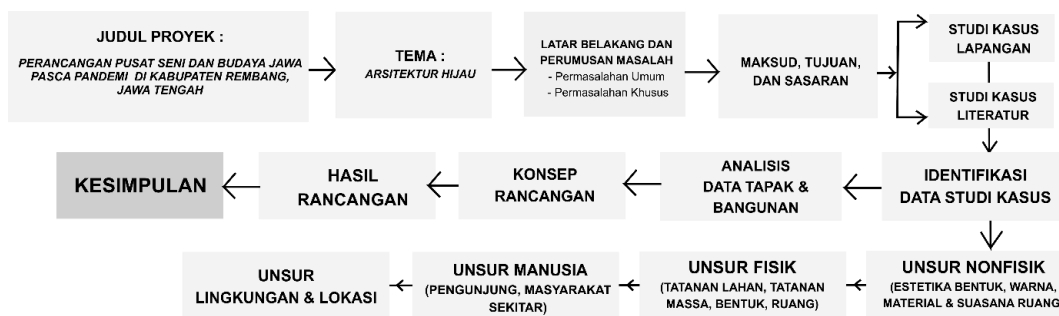 JUDUL PROYEK :
PERANCANGAN PUSAT SENI DAN BUDAYA JAWA
PASCA PANDEMI DI KABUPATEN REMBANG,
JAWA TENGAH
TEMA :
ARSITEKTUR HIJAU
LATAR BELAKANG DAN
PERUMUSAN MASALAH
- Permasalahan Umum
- Permasalahan Khusus
MAKSUD, TUJUAN,
DAN SASARAN
STUDI KASUS
LAPANGAN
STUDI KASUS
LITERATUR
IDENTIFIKASI
DATA STUDI KASUS
ANALISIS
DATA TAPAK &
BANGUNAN
KONSEP
RANCANGAN
HASIL
RANCANGAN
KESIMPULAN
UNSUR NONFISIK
(ESTETIKA BENTUK, WARNA,
MATERIAL & SUASANA RUANG
UNSUR FISIK
(TATANAN LAHAN, TATANAN
MASSA, BENTUK, RUANG)
UNSUR MANUSIA
(PENGUNJUNG, MASYARAKAT
SEKITAR)
UNSUR
LINGKUNGAN & LOKASI